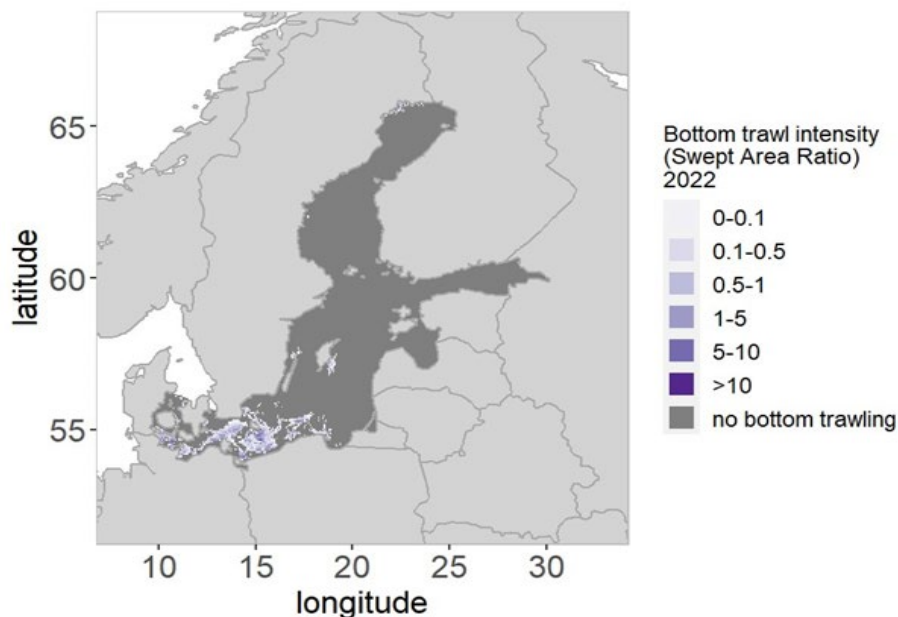 65
60
55
latitude
10 15 20 25 30
longitude
Bottom trawl intensity
(Swept Area Ratio)
2022
0-0.1
0.1-0.5
0.5-1
1-5
5-10
>10
no bottom trawling